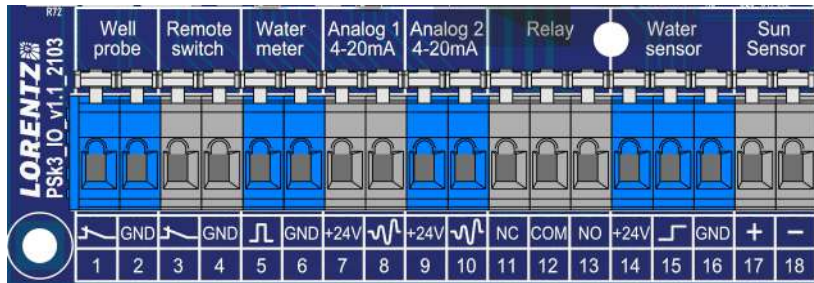 R72
Well probe
Remote switch
Water meter
Analog 1 4-20mA
Analog 2 4-20mA
Relay
Water sensor
Sun Sensor
LORENTZ
PSk3_IO_v1.1_2103
GND GND GND +24V +24V NC COM NO +24V GND + −
1 2 3 4 5 6 7 8 9 10 11 12 13 14 15 16 17 18